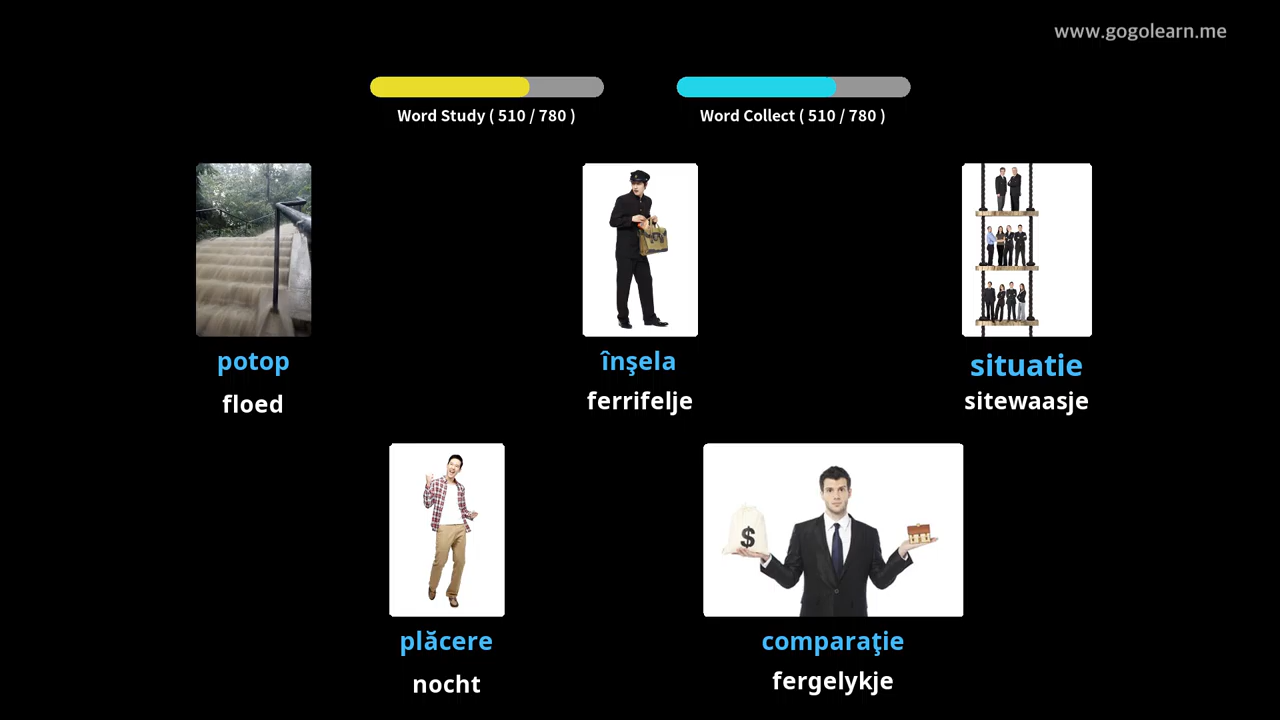 www.gogolearn.me
Word Study ( 510 / 780 )
Word Collect ( 510 / 780 )
potop
floed
înşela
ferrifelje
situatie
sitewaasje
$
plăcere
nocht
comparaţie
fergelykje